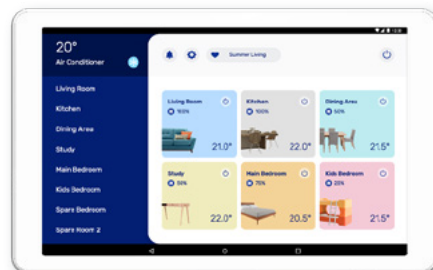 20°
Air Conditioner
Living Room
Kitchen
Dining Area
Study
Main Bedroom
Kids Bedroom
Spare Bedroom
Spare Room 2
Summer Living
Living Room
100%
21.0°
Kitchen
100%
22.0°
Dining Area
50%
21.5°
Study
22.0°
Main Bedroom
75%
20.5°
Kids Bedroom
21.5°